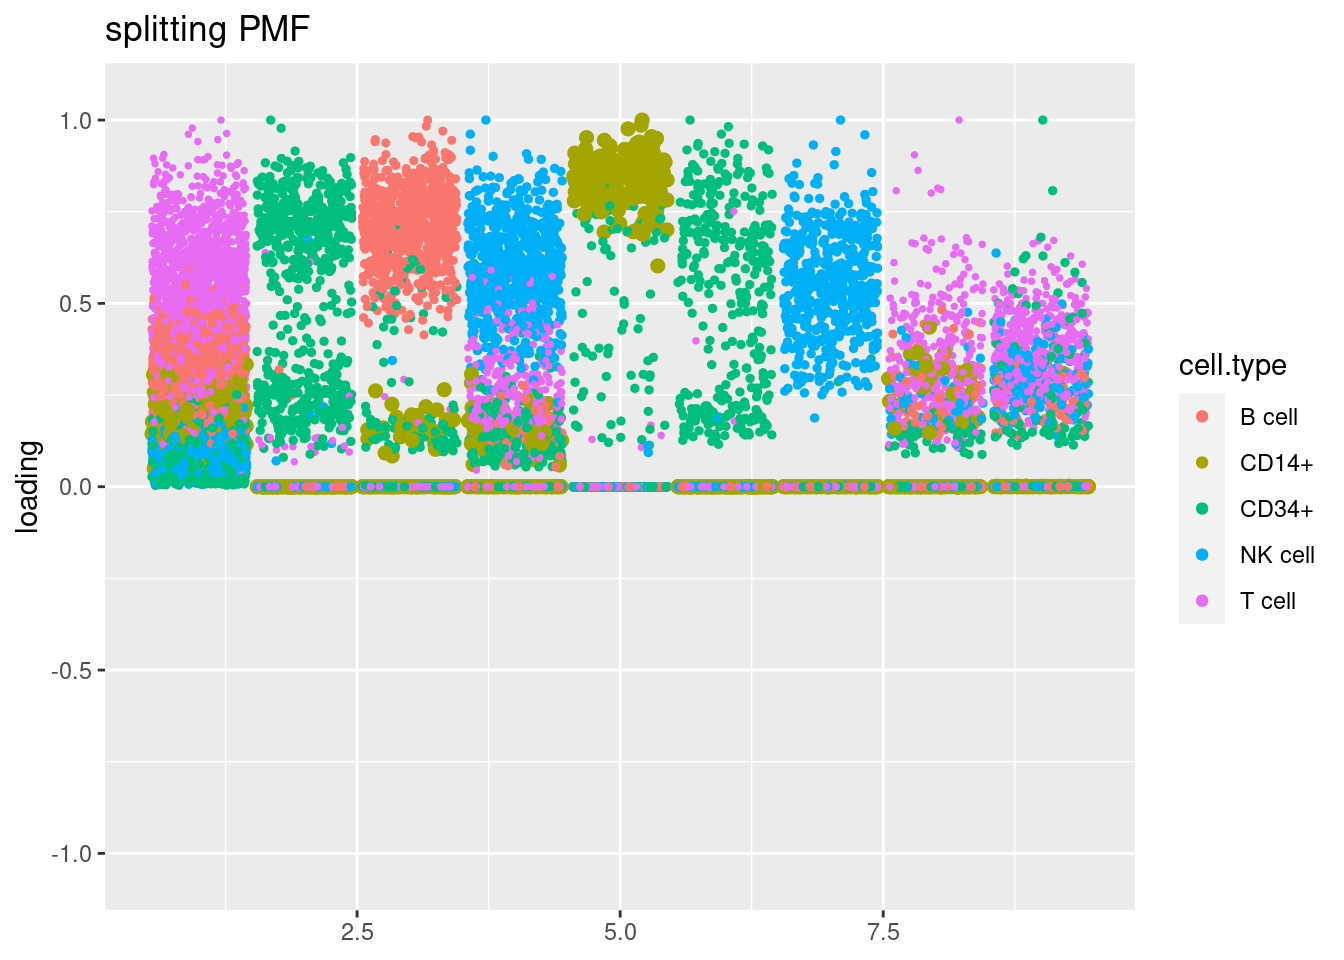 splitting PMF
1.0
0.5
0.0
-0.5
-1.0
loading
2.5
5.0
7.5
cell.type
B cell
CD14+
CD34+
NK cell
T cell